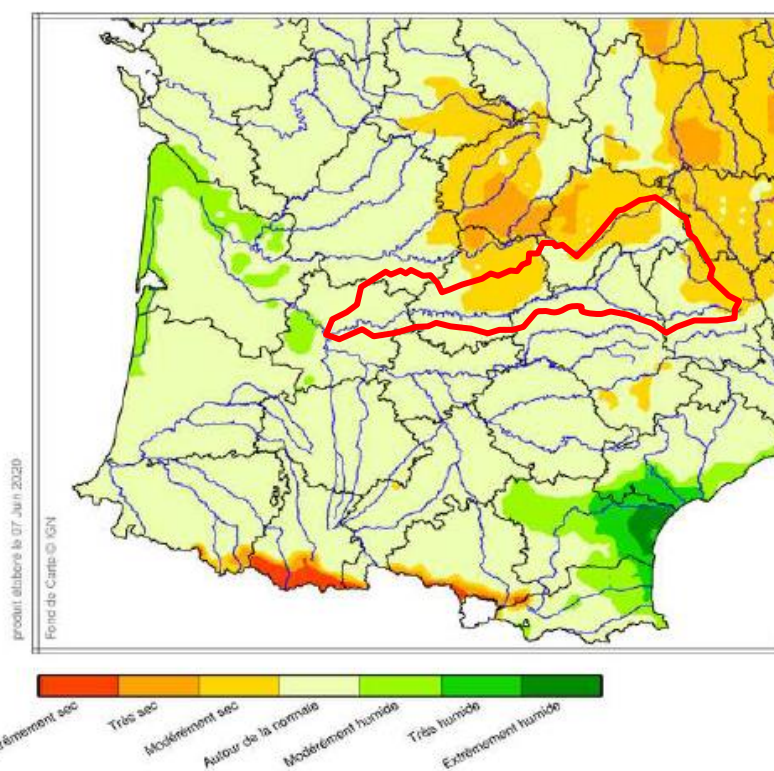 produit élaboré le 07 Juin 2020
Fond de Carte © IGN
trêmement sec
Très sec
Modérément sec
Autour de la normale
Modérément humide
Très humide
Extrêmement humide